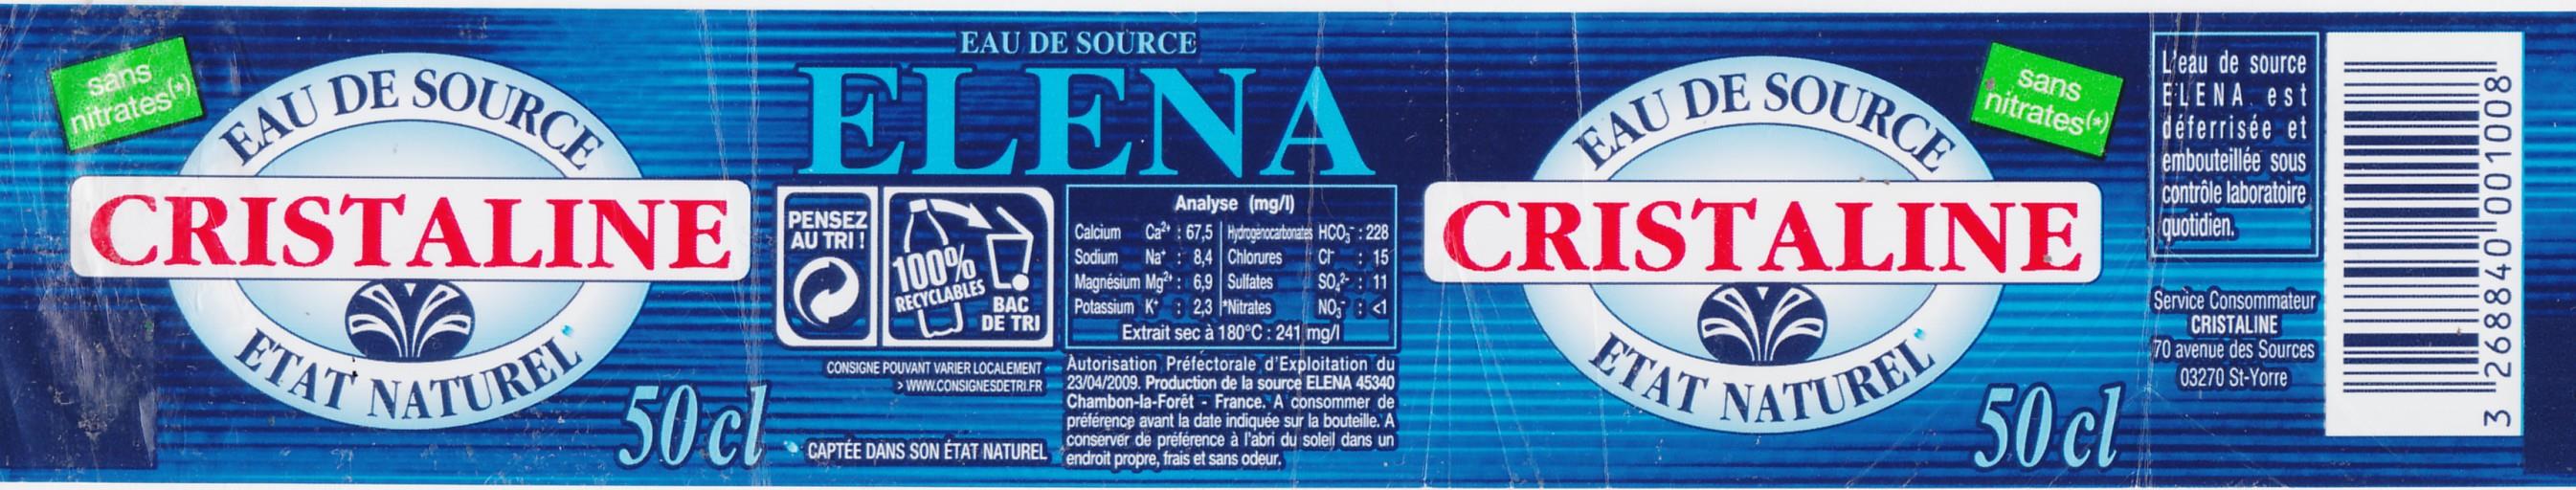 sans
nitrates(*)
EAU DE SOURCE
CRISTALINE
ETAT NATUREL*
50 cl
EAU DE SOURCE
ELENA
PENSEZ
AU TRI !
100%
RECYCLABLES
BAC
DE TRI
CONSIGNE POUVANT VARIER LOCALEMENT
> WWW.CONSIGNESDETRI.FR
* CAPTÉE DANS SON ÉTAT NATUREL
Analyse (mg/l)
Calcium Ca²⁺ : 67,5 Hydrogénocarbonates HCO₃⁻ : 228
Sodium Na⁺ : 8,4 Chlorures Cl⁻ : 15
Magnésium Mg²⁺ : 6,9 Sulfates SO₄²⁻ : 11
Potassium K⁺ : 2,3 *Nitrates NO₃⁻ : <1
Extrait sec à 180°C : 241 mg/l
Autorisation Préfectorale d'Exploitation du
23/04/2009. Production de la source ELENA 45340
Chambon-la-Forêt - France. A consommer de
préférence avant la date indiquée sur la bouteille. A
conserver de préférence à l'abri du soleil dans un
endroit propre, frais et sans odeur.
EAU DE SOURCE
CRISTALINE
ETAT NATUREL*
sans
nitrates(*)
50 cl
L'eau de source
ELENA est
déferrisée et
embouteillée sous
contrôle laboratoire
quotidien.
Service Consommateur
CRISTALINE
70 avenue des Sources
03270 St-Yorre
3 268840 001008